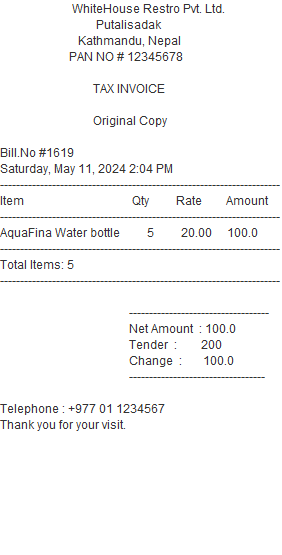 WhiteHouse Restro Pvt. Ltd.
Putalisadak
Kathmandu, Nepal
PAN NO # 12345678
TAX INVOICE
Original Copy
Bill.No #1619
Saturday, May 11, 2024 2:04 PM
----------------------------------------------------------------------
Item Qty Rate Amount
----------------------------------------------------------------------
AquaFina Water bottle 5 20.00 100.0
----------------------------------------------------------------------
Total Items: 5
----------------------------------------------------------------------
-----------------------------------
Net Amount : 100.0
Tender : 200
Change : 100.0
----------------------------------
Telephone : +977 01 1234567
Thank you for your visit.